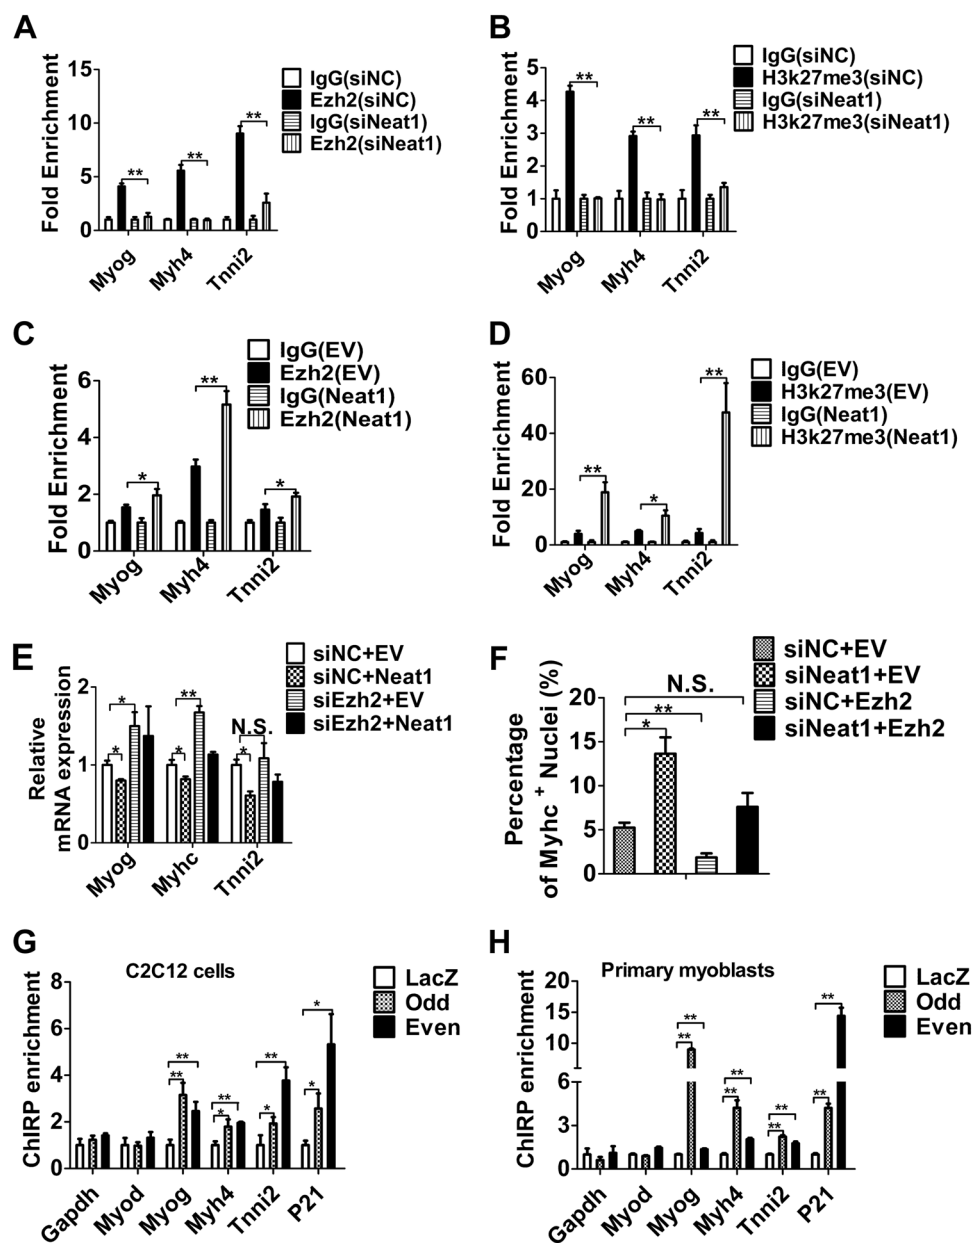 A
Fold Enrichment
15
10
5
0
**
**
**
Myog
Myh4
Tnni2
IgG(siNC)
Ezh2(siNC)
IgG(siNeat1)
Ezh2(siNeat1)
B
Fold Enrichment
5
4
3
2
1
0
**
**
**
Myog
Myh4
Tnni2
IgG(siNC)
H3k27me3(siNC)
IgG(siNeat1)
H3k27me3(siNeat1)
C
Fold Enrichment
6
4
2
0
*
**
*
Myog
Myh4
Tnni2
IgG(EV)
Ezh2(EV)
IgG(Neat1)
Ezh2(Neat1)
D
Fold Enrichment
60
40
20
0
**
*
**
Myog
Myh4
Tnni2
IgG(EV)
H3k27me3(EV)
IgG(Neat1)
H3k27me3(Neat1)
E
Relative
mRNA expression
2
1
0
*
*
**
*
N.S.
*
Myog
Myhc
Tnni2
siNC+EV
siNC+Neat1
siEzh2+EV
siEzh2+Neat1
F
Percentage
of Myhc + Nuclei (%)
20
15
10
5
0
N.S.
**
*
siNC+EV
siNeat1+EV
siNC+Ezh2
siNeat1+Ezh2
G
C2C12 cells
ChIRP enrichment
8
6
4
2
0
**
**
**
*
**
*
*
*
Gapdh
Myod
Myog
Myh4
Tnni2
P21
LacZ
Odd
Even
H
Primary myoblasts
ChIRP enrichment
20
15
10
6
3
0
**
**
**
**
**
**
**
**
Gapdh
Myod
Myog
Myh4
Tnni2
P21
LacZ
Odd
Even